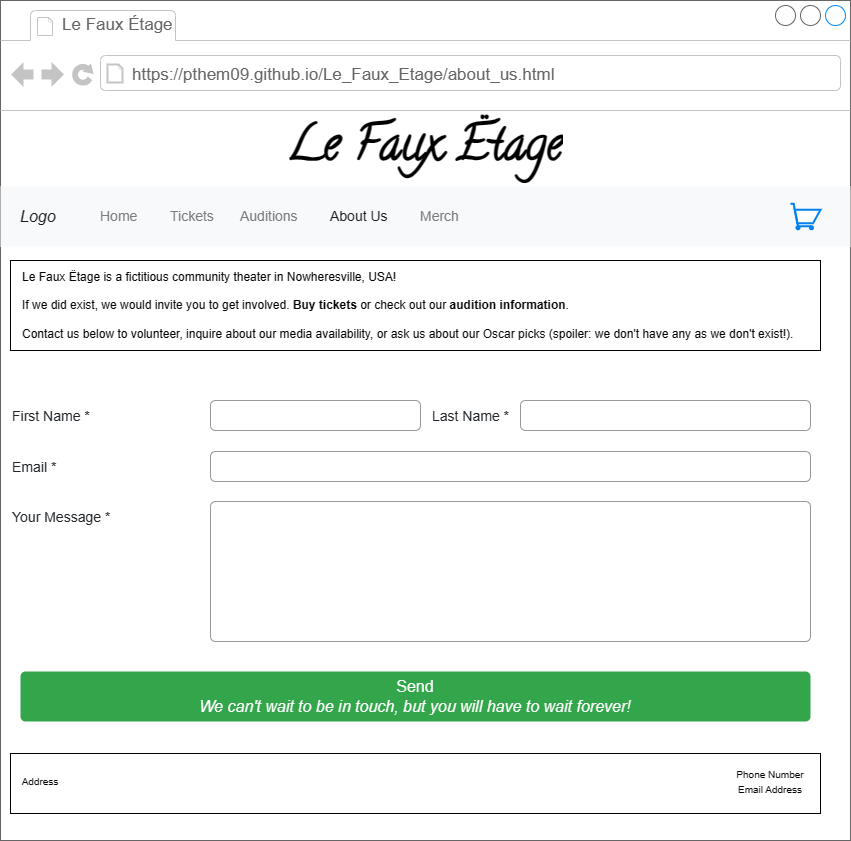 Le Faux Étage
https://pthem09.github.io/Le_Faux_Etage/about_us.html
Le Faux Ëtage
Logo Home Tickets Auditions About Us Merch
Le Faux Ëtage is a fictitious community theater in Nowheresville, USA!
If we did exist, we would invite you to get involved. Buy tickets or check out our audition information.
Contact us below to volunteer, inquire about our media availability, or ask us about our Oscar picks (spoiler: we don't have any as we don't exist!).
First Name * Last Name *
Email *
Your Message *
Send
We can't wait to be in touch, but you will have to wait forever!
Address
Phone Number
Email Address